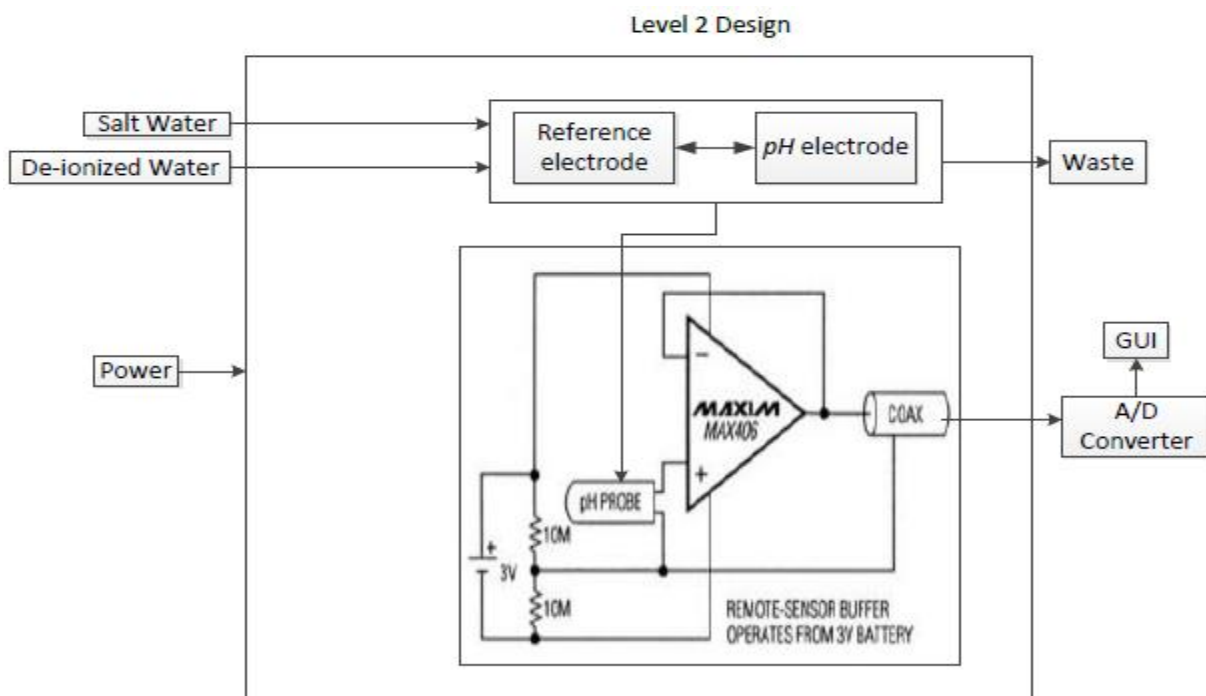 Level 2 Design
Salt Water
De-ionized Water
Reference
electrode
pH electrode
Waste
Power
GUI
A/D
Converter
−
MAXIM
MAX406
+
COAX
pH PROBE
10M
+
3V
10M
REMOTE-SENSOR BUFFER
OPERATES FROM 3V BATTERY